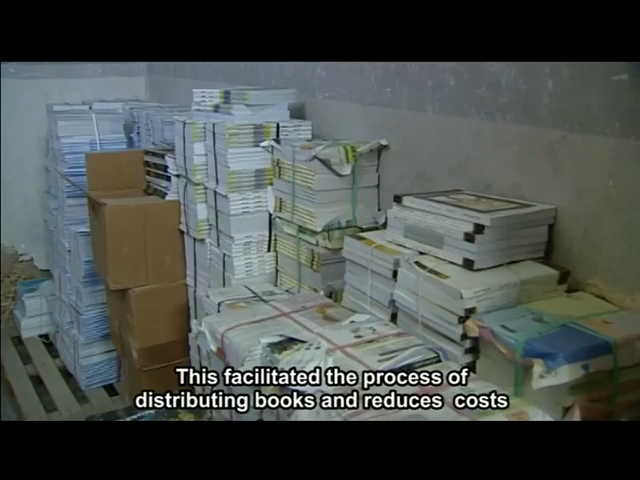 This facilitated the process of
distributing books and reduces costs